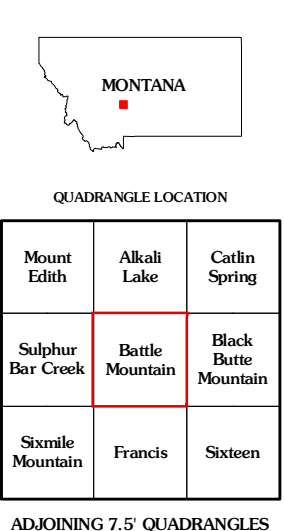 MONTANA
QUADRANGLE LOCATION
Mount
Edith
Alkali
Lake
Catlin
Spring
Sulphur
Bar Creek
Battle
Mountain
Black
Butte
Mountain
Sixmile
Mountain
Francis
Sixteen
ADJOINING 7.5' QUADRANGLES